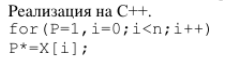 Реализация на С++.
for(P=1,i=0;i<n;i++)
P*=X[i];